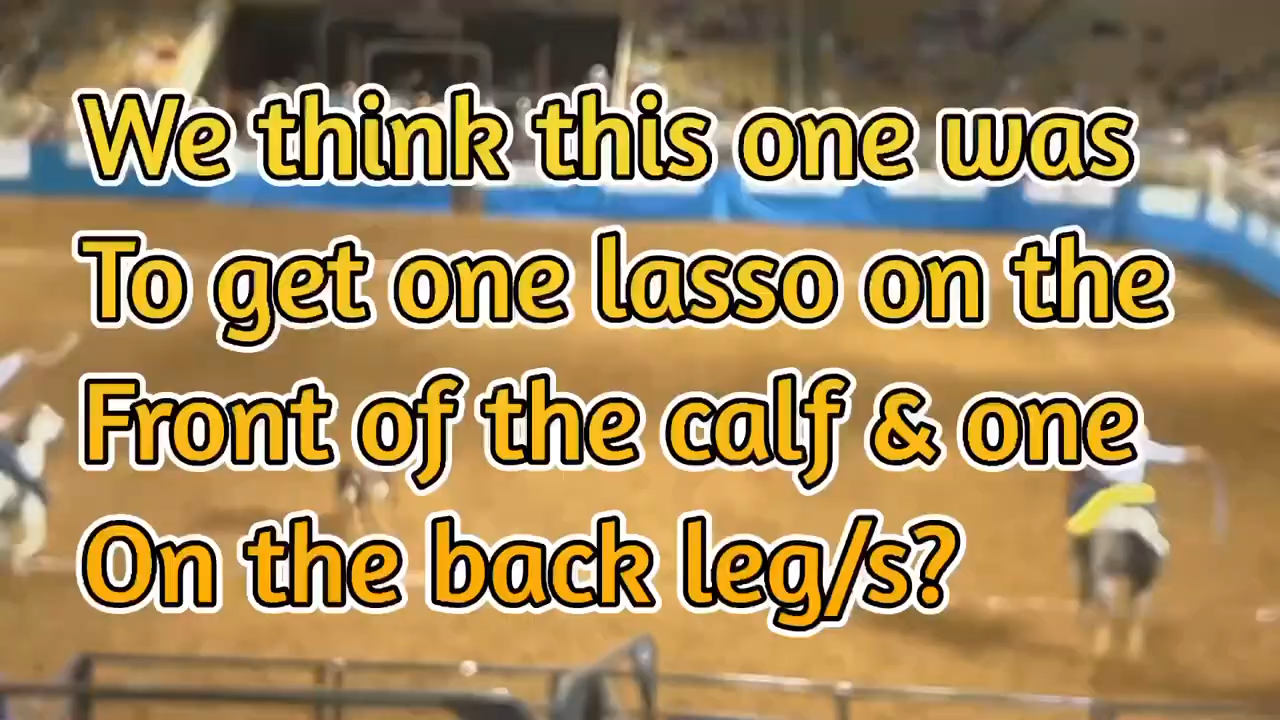 We think this one was
To get one lasso on the
Front of the calf & one
On the back leg/s?